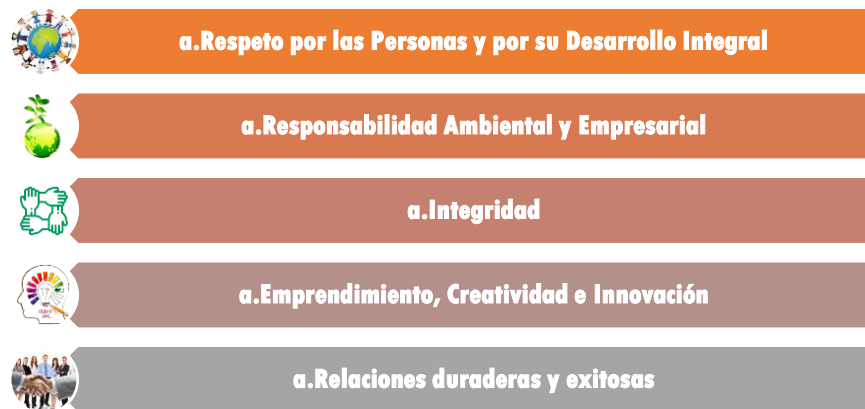 a.Respeto por las Personas y por su Desarrollo Integral
a.Responsabilidad Ambiental y Empresarial
a.Integridad
a.Emprendimiento, Creatividad e Innovación
a.Relaciones duraderas y exitosas